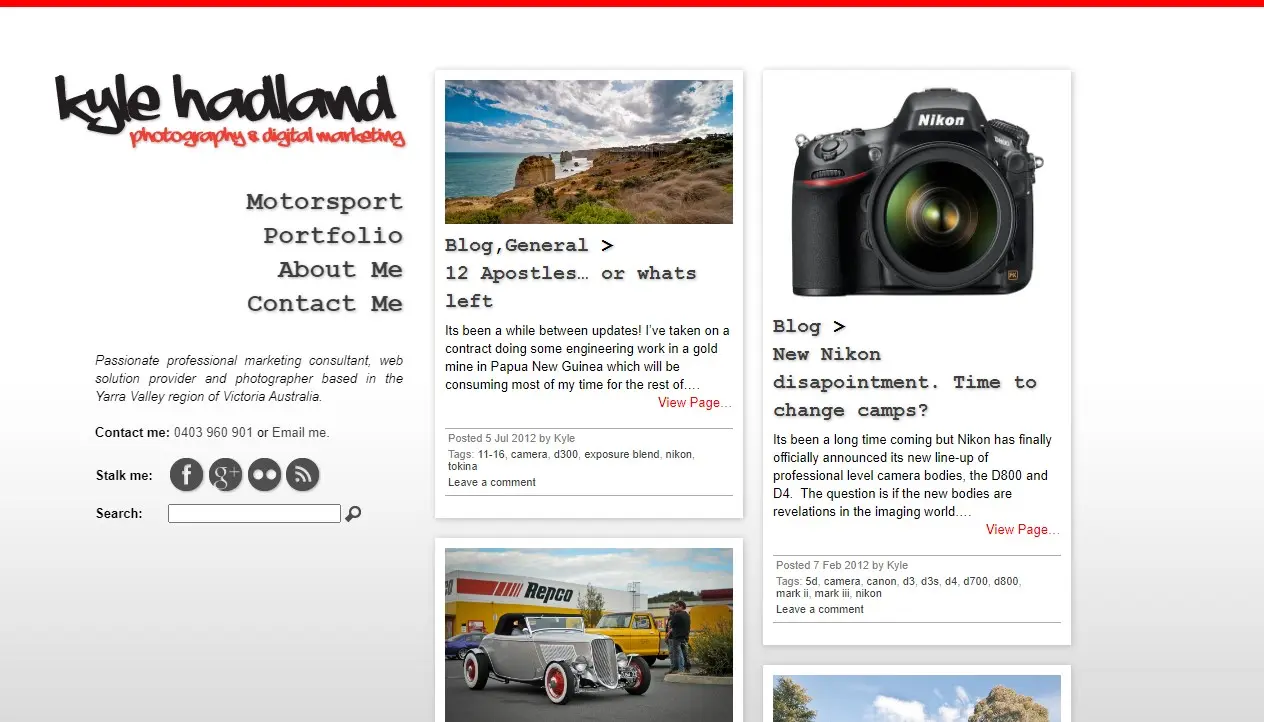 kyle hadland
photography & digital marketing
Motorsport
Portfolio
About Me
Contact Me
Passionate professional marketing consultant, web
solution provider and photographer based in the
Yarra Valley region of Victoria Australia.
Contact me: 0403 960 901 or Email me.
Stalk me:
f
g+
Search:
Blog,General >
12 Apostles… or whats
left
Its been a while between updates! I've taken on a
contract doing some engineering work in a gold
mine in Papua New Guinea which will be
consuming most of my time for the rest of….
View Page…
Posted 5 Jul 2012 by Kyle
Tags: 11-16, camera, d300, exposure blend, nikon,
tokina
Leave a comment
Repco
Nikon
Blog >
New Nikon
disapointment. Time to
change camps?
Its been a long time coming but Nikon has finally
officially announced its new line-up of
professional level camera bodies, the D800 and
D4.  The question is if the new bodies are
revelations in the imaging world….
View Page…
Posted 7 Feb 2012 by Kyle
Tags: 5d, camera, canon, d3, d3s, d4, d700, d800,
mark ii, mark iii, nikon
Leave a comment